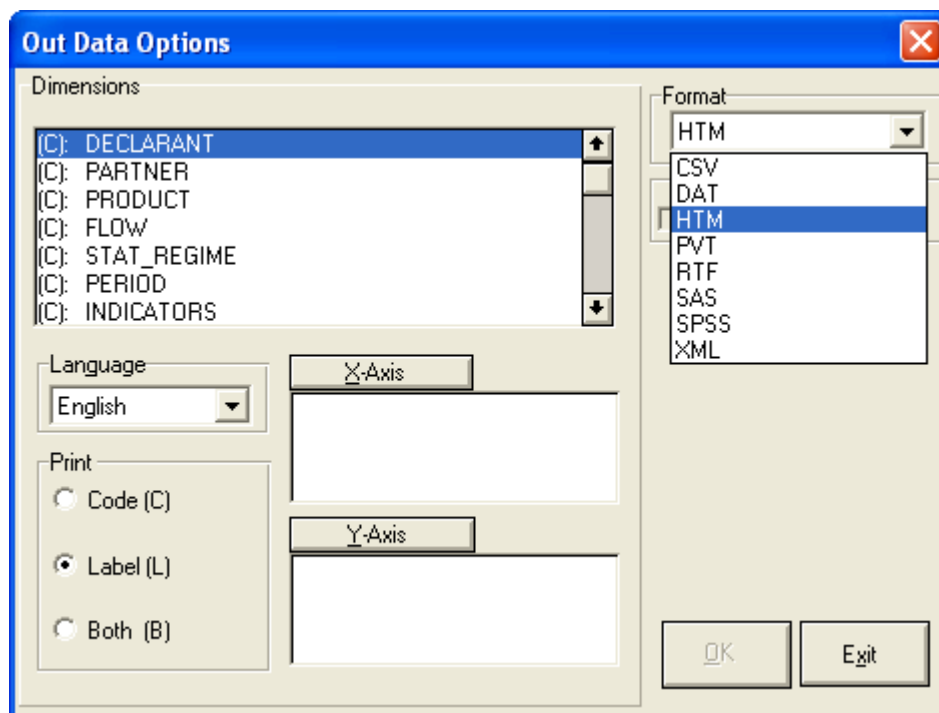 Out Data Options
Dimensions
(C): DECLARANT
(C): PARTNER
(C): PRODUCT
(C): FLOW
(C): STAT_REGIME
(C): PERIOD
(C): INDICATORS
Format
HTM
CSV
DAT
HTM
PVT
RTF
SAS
SPSS
XML
Language
English
X-Axis
Print
Code (C)
Label (L)
Both (B)
Y-Axis
OK
Exit